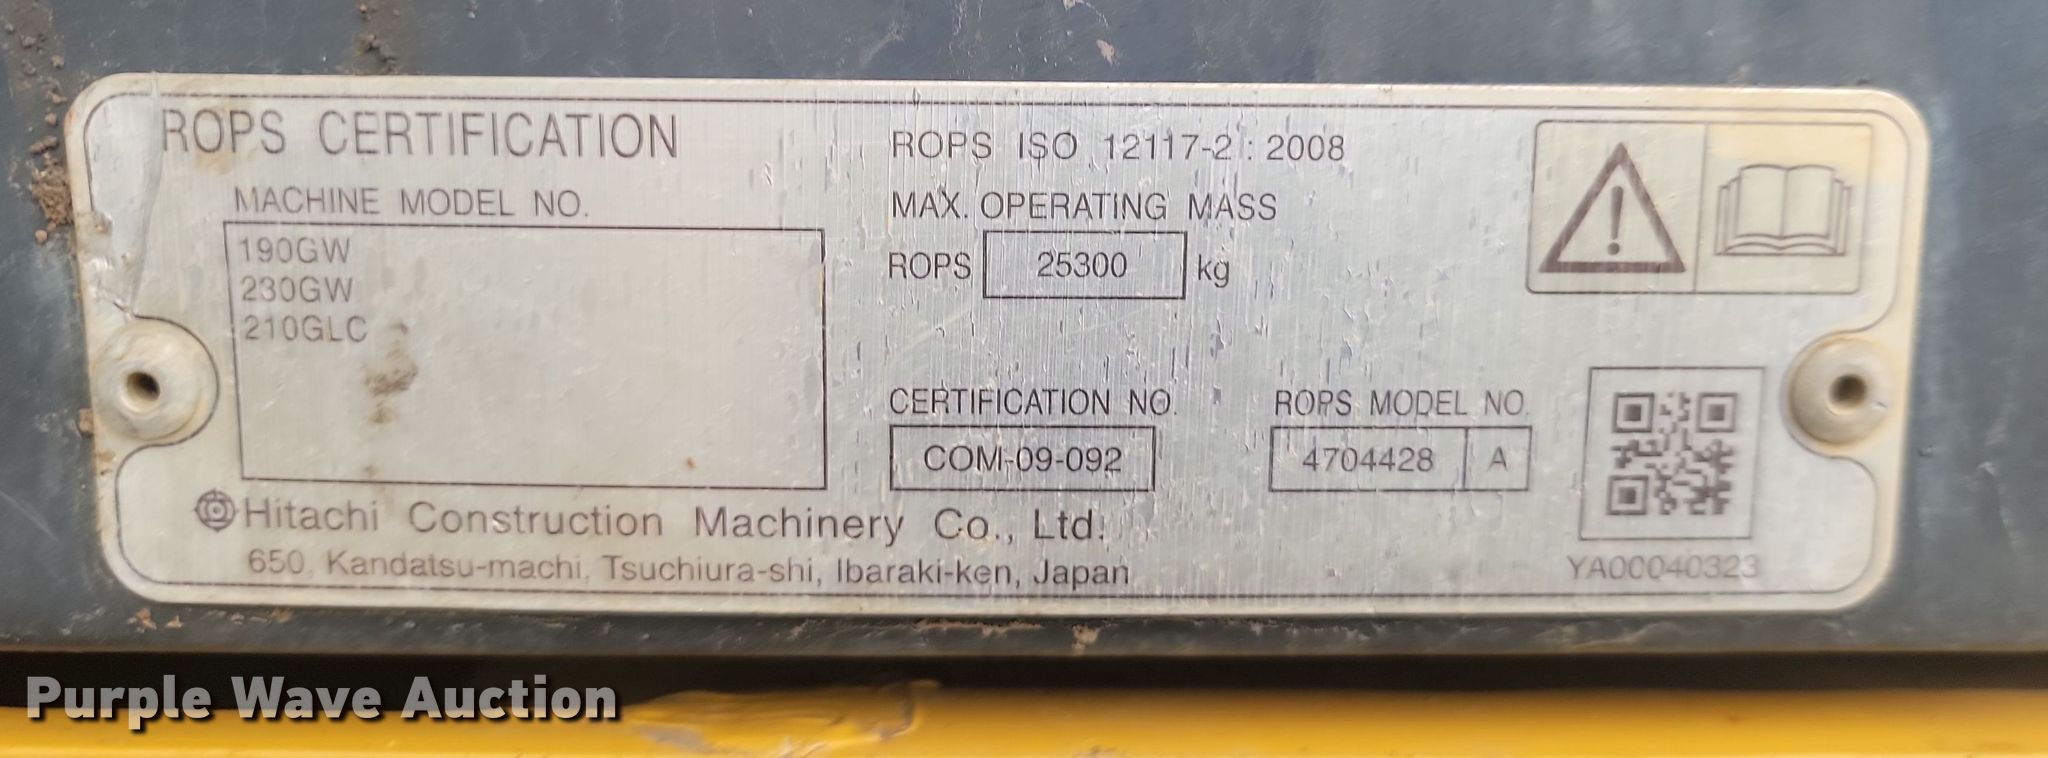 ROPS CERTIFICATION
MACHINE MODEL NO.
190GW
230GW
210GLC
ROPS ISO 12117-2 : 2008
MAX. OPERATING MASS
ROPS 25300 kg
CERTIFICATION NO.
COM-09-092
ROPS MODEL NO.
4704428 A
Hitachi Construction Machinery Co., Ltd.
650, Kandatsu-machi, Tsuchiura-shi, Ibaraki-ken, Japan
YA00040323
Purple Wave Auction